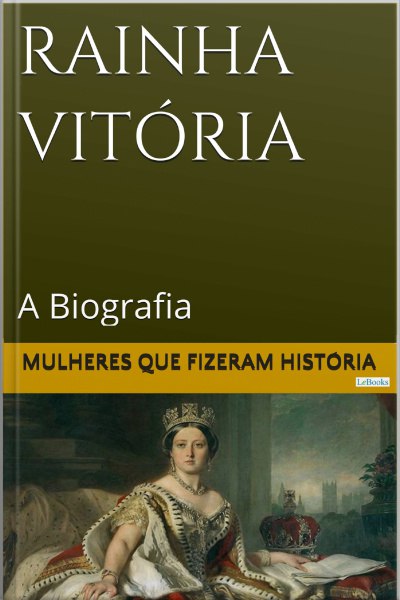 RAINHA
VITÓRIA
A Biografia
MULHERES QUE FIZERAM HISTÓRIA
LeBooks